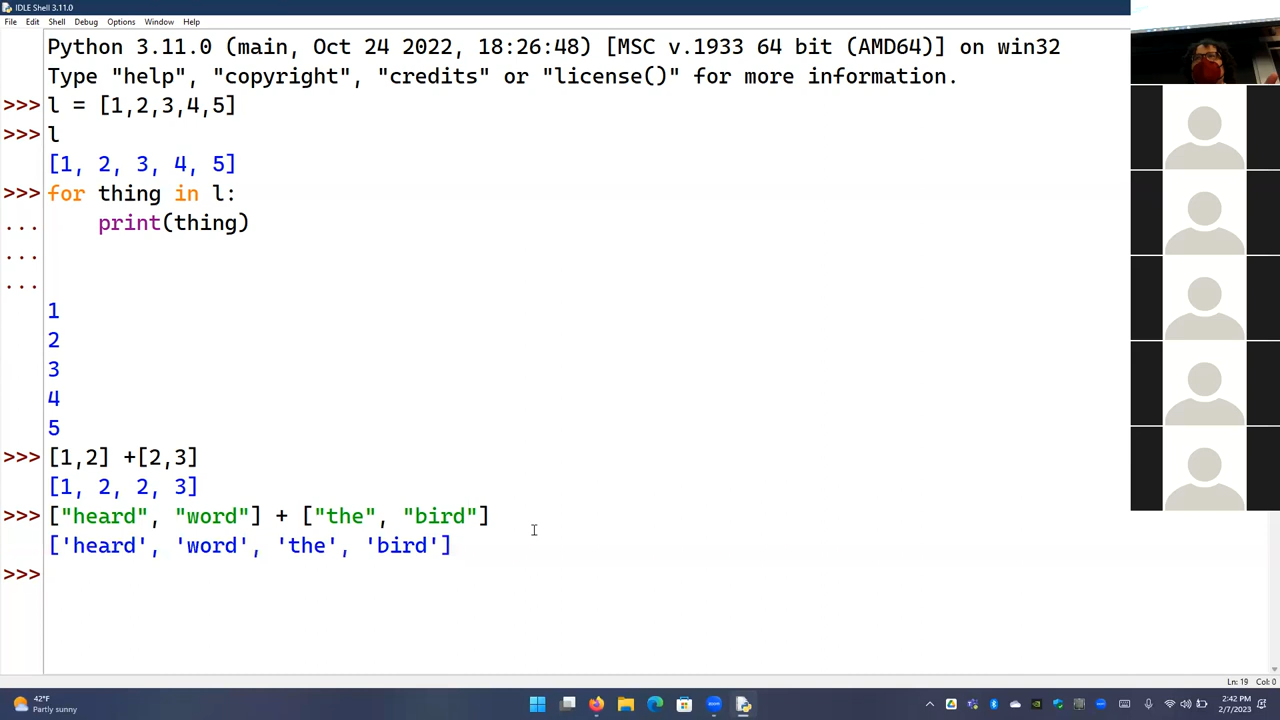 IDLE Shell 3.11.0
File Edit Shell Debug Options Window Help
Python 3.11.0 (main, Oct 24 2022, 18:26:48) [MSC v.1933 64 bit (AMD64)] on win32
Type "help", "copyright", "credits" or "license()" for more information.
>>> l = [1,2,3,4,5]
>>> l
[1, 2, 3, 4, 5]
>>> for thing in l:
...     print(thing)
...
...
1
2
3
4
5
>>> [1,2] +[2,3]
[1, 2, 2, 3]
>>> ["heard", "word"] + ["the", "bird"]
['heard', 'word', 'the', 'bird']
>>>
Ln: 19 Col: 0
42°F
Partly sunny
2:42 PM
2/7/2023